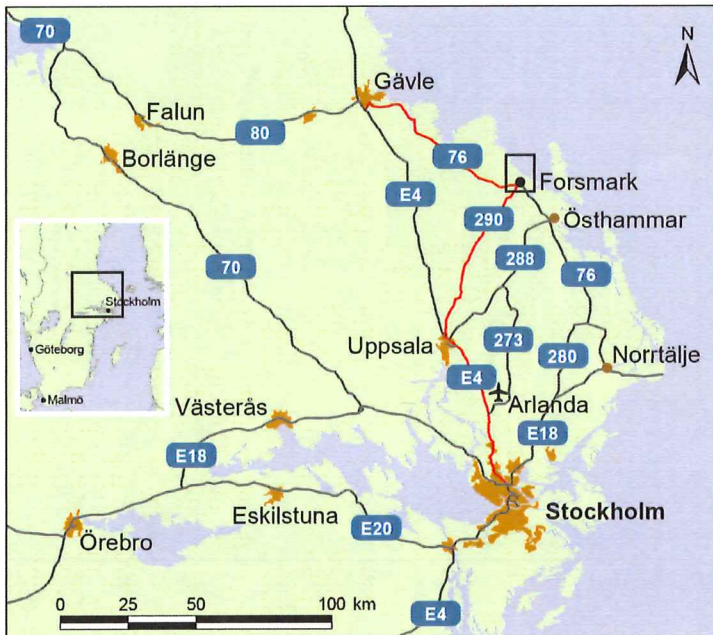 70
N
Gävle
Falun
80
76
Borlänge
Forsmark
E4
290
Östhammar
288
70
76
Stockholm
Uppsala
273
280
Norrtälje
Göteborg
E4
Arlanda
Malmö
Västerås
E18
E18
Eskilstuna
Stockholm
E20
Örebro
0 25 50 100 km
E4